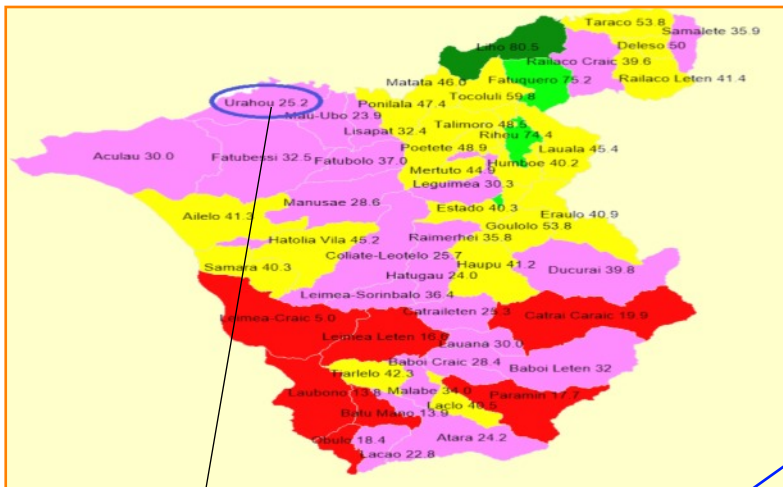 Taraco 53.8
Samalete 35.9
Liho 80.5
Deleso 50
Railaco Craic 39.6
Matata 46.0
Fatuquero 75.2
Railaco Leten 41.4
Urahou 25.2
Ponilala 47.4
Tocoluli 59.8
Mau-Ubo 23.9
Lisapat 32.4
Talimoro 48.5
Rihou 74.4
Poetete 48.9
Lauala 45.4
Aculau 30.0
Fatubessi 32.5
Fatubolo 37.0
Humboe 40.2
Mertuto 44.9
Leguimea 30.3
Manusae 28.6
Estado 40.3
Ailelo 41.3
Eraulo 40.9
Goulolo 53.8
Hatolia Vila 45.2
Raimerhei 35.8
Coliate-Leotelo 25.7
Samara 40.3
Haupu 41.2
Ducurai 39.8
Hatugau 24.0
Leimea-Sorinbalo 36.4
Leimea-Craic 5.0
Catraileten 25.3
Catrai Caraic 19.9
Leimea Leten
Lauana 30.0
Baboi Craic 28.4
Baboi Leten 32
Tiarlelo 42.3
Laubono 13.8
Malabe 34.0
Paramin 17.7
Laclo
Batu Mano 13.9
Obulo 18.4
Atara 24.2
Lacao 22.8